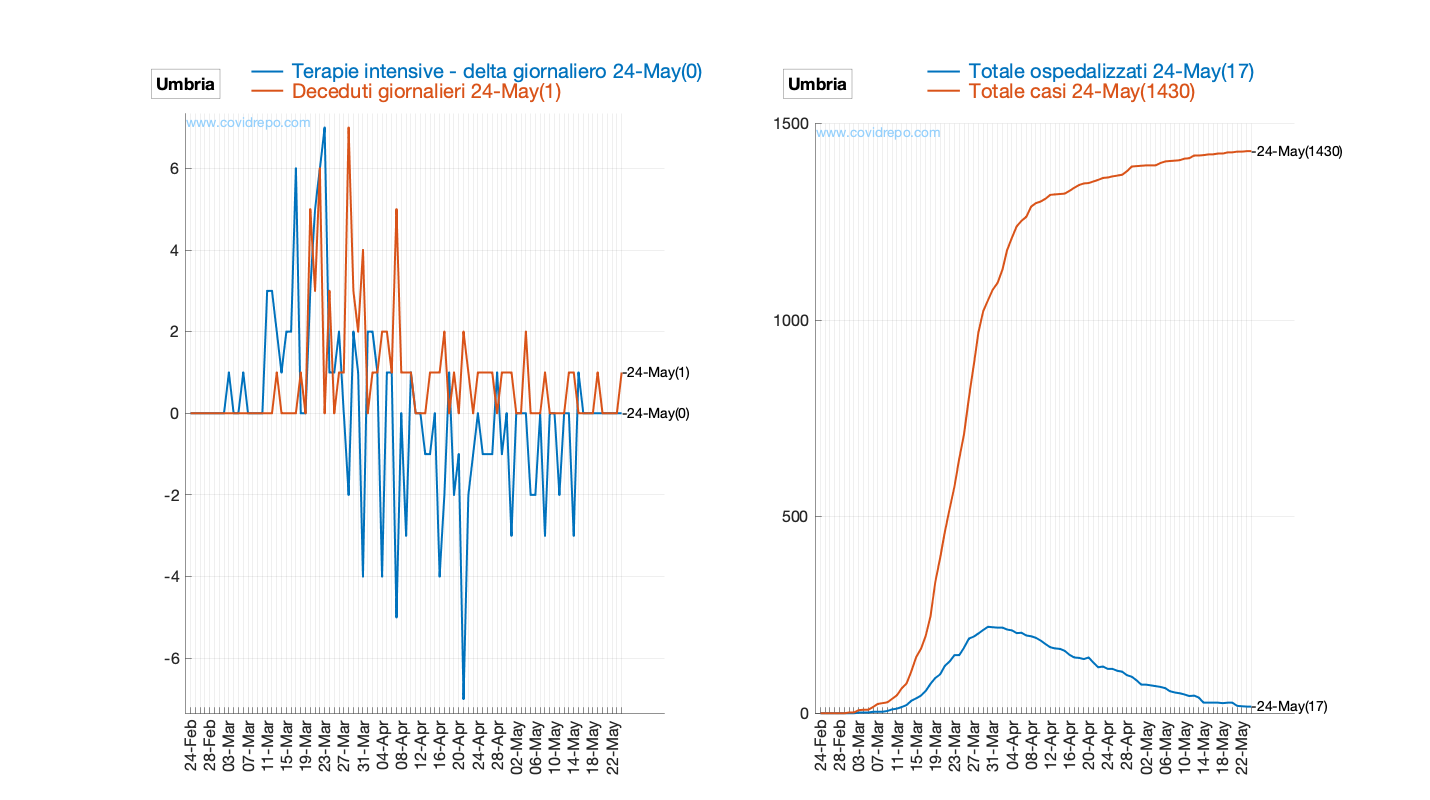 Umbria
Terapie intensive - delta giornaliero 24-May(0)
Deceduti giornalieri 24-May(1)
www.covidrepo.com
6
4
2
0
-2
-4
-6
24-May(1)
24-May(0)
24-Feb
28-Feb
03-Mar
07-Mar
11-Mar
15-Mar
19-Mar
23-Mar
27-Mar
31-Mar
04-Apr
08-Apr
12-Apr
16-Apr
20-Apr
24-Apr
28-Apr
02-May
06-May
10-May
14-May
18-May
22-May
Umbria
Totale ospedalizzati 24-May(17)
Totale casi 24-May(1430)
www.covidrepo.com
1500
1000
500
0
24-May(1430)
24-May(17)
24-Feb
28-Feb
03-Mar
07-Mar
11-Mar
15-Mar
19-Mar
23-Mar
27-Mar
31-Mar
04-Apr
08-Apr
12-Apr
16-Apr
20-Apr
24-Apr
28-Apr
02-May
06-May
10-May
14-May
18-May
22-May